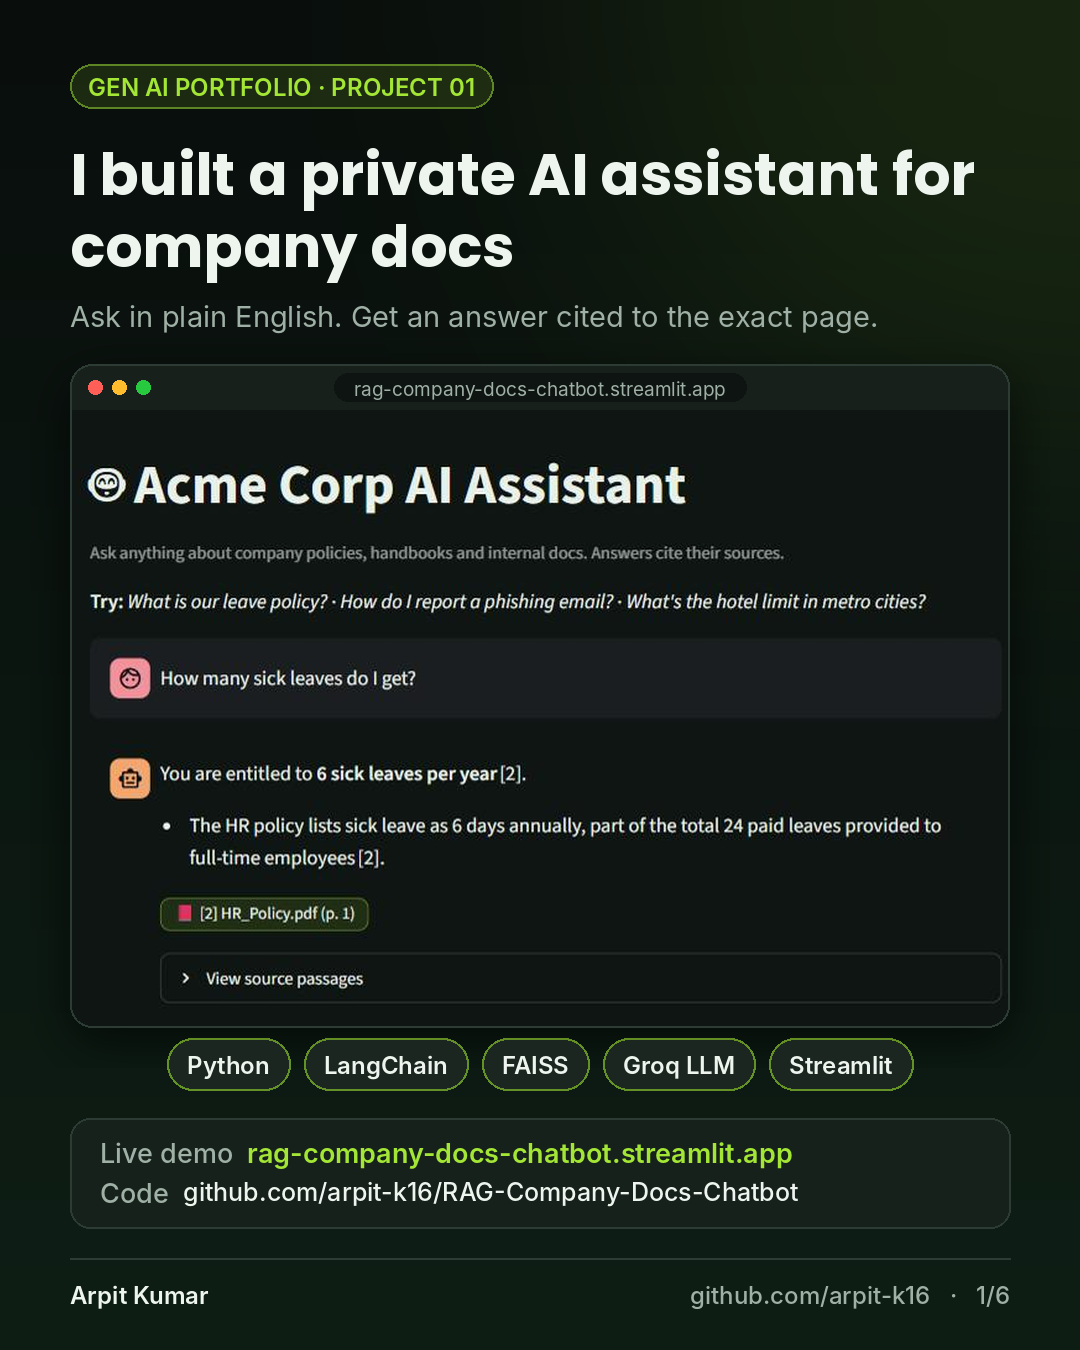 GEN AI PORTFOLIO · PROJECT 01
I built a private AI assistant for
company docs
Ask in plain English. Get an answer cited to the exact page.
rag-company-docs-chatbot.streamlit.app
Acme Corp AI Assistant
Ask anything about company policies, handbooks and internal docs. Answers cite their sources.
Try: What is our leave policy? · How do I report a phishing email? · What's the hotel limit in metro cities?
How many sick leaves do I get?
You are entitled to 6 sick leaves per year [2].
• The HR policy lists sick leave as 6 days annually, part of the total 24 paid leaves provided to
full-time employees [2].
[2] HR_Policy.pdf (p. 1)
View source passages
Python LangChain FAISS Groq LLM Streamlit
Live demo rag-company-docs-chatbot.streamlit.app
Code github.com/arpit-k16/RAG-Company-Docs-Chatbot
Arpit Kumar github.com/arpit-k16 · 1/6